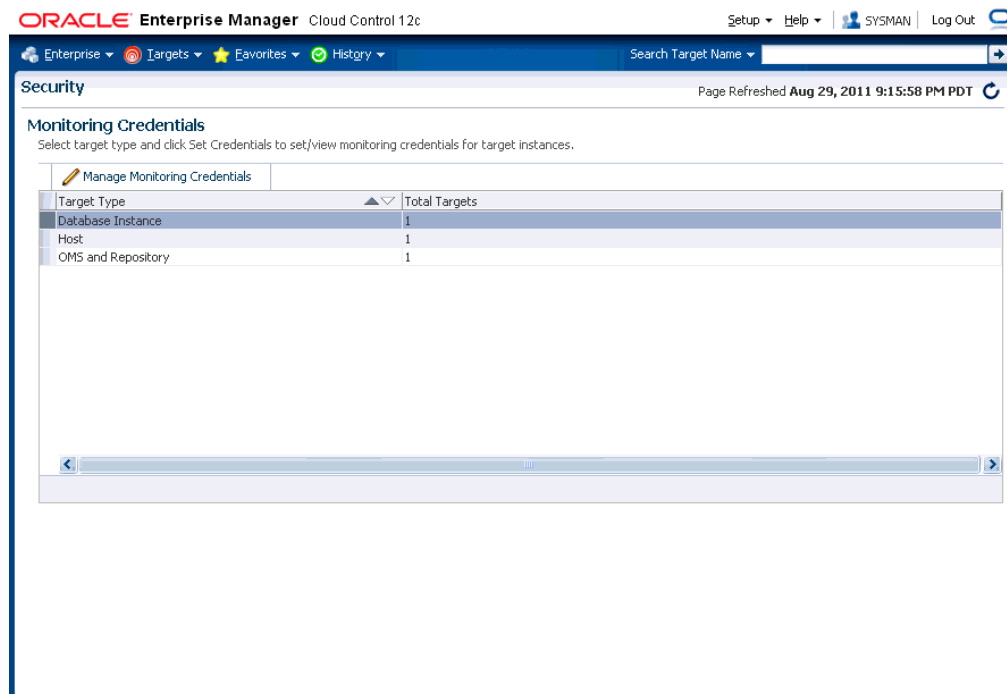 ORACLE Enterprise Manager Cloud Control 12c
Setup Help SYSMAN Log Out
Enterprise Targets Favorites History Search Target Name
Security
Page Refreshed Aug 29, 2011 9:15:58 PM PDT
Monitoring Credentials
Select target type and click Set Credentials to set/view monitoring credentials for target instances.
Manage Monitoring Credentials
Target Type Total Targets
Database Instance 1
Host 1
OMS and Repository 1